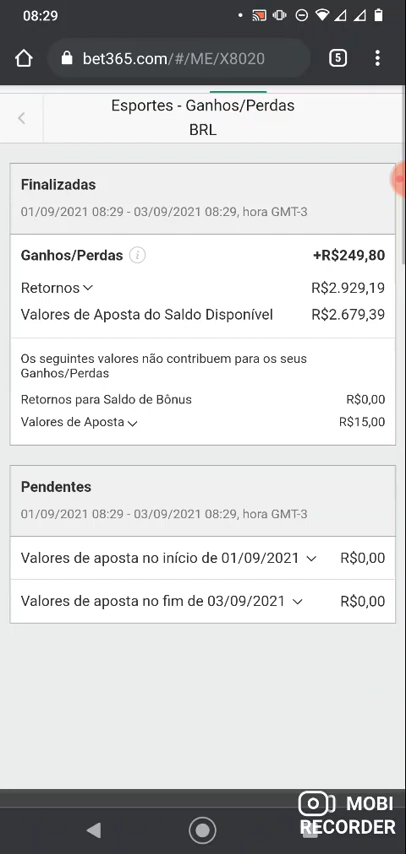 08:29
bet365.com/#/ME/X8020
5
Esportes - Ganhos/Perdas
BRL
Finalizadas
01/09/2021 08:29 - 03/09/2021 08:29, hora GMT-3
Ganhos/Perdas i +R$249,80
Retornos R$2.929,19
Valores de Aposta do Saldo Disponível R$2.679,39
Os seguintes valores não contribuem para os seus
Ganhos/Perdas
Retornos para Saldo de Bônus R$0,00
Valores de Aposta R$15,00
Pendentes
01/09/2021 08:29 - 03/09/2021 08:29, hora GMT-3
Valores de aposta no início de 01/09/2021 R$0,00
Valores de aposta no fim de 03/09/2021 R$0,00
MOBI
RECORDER